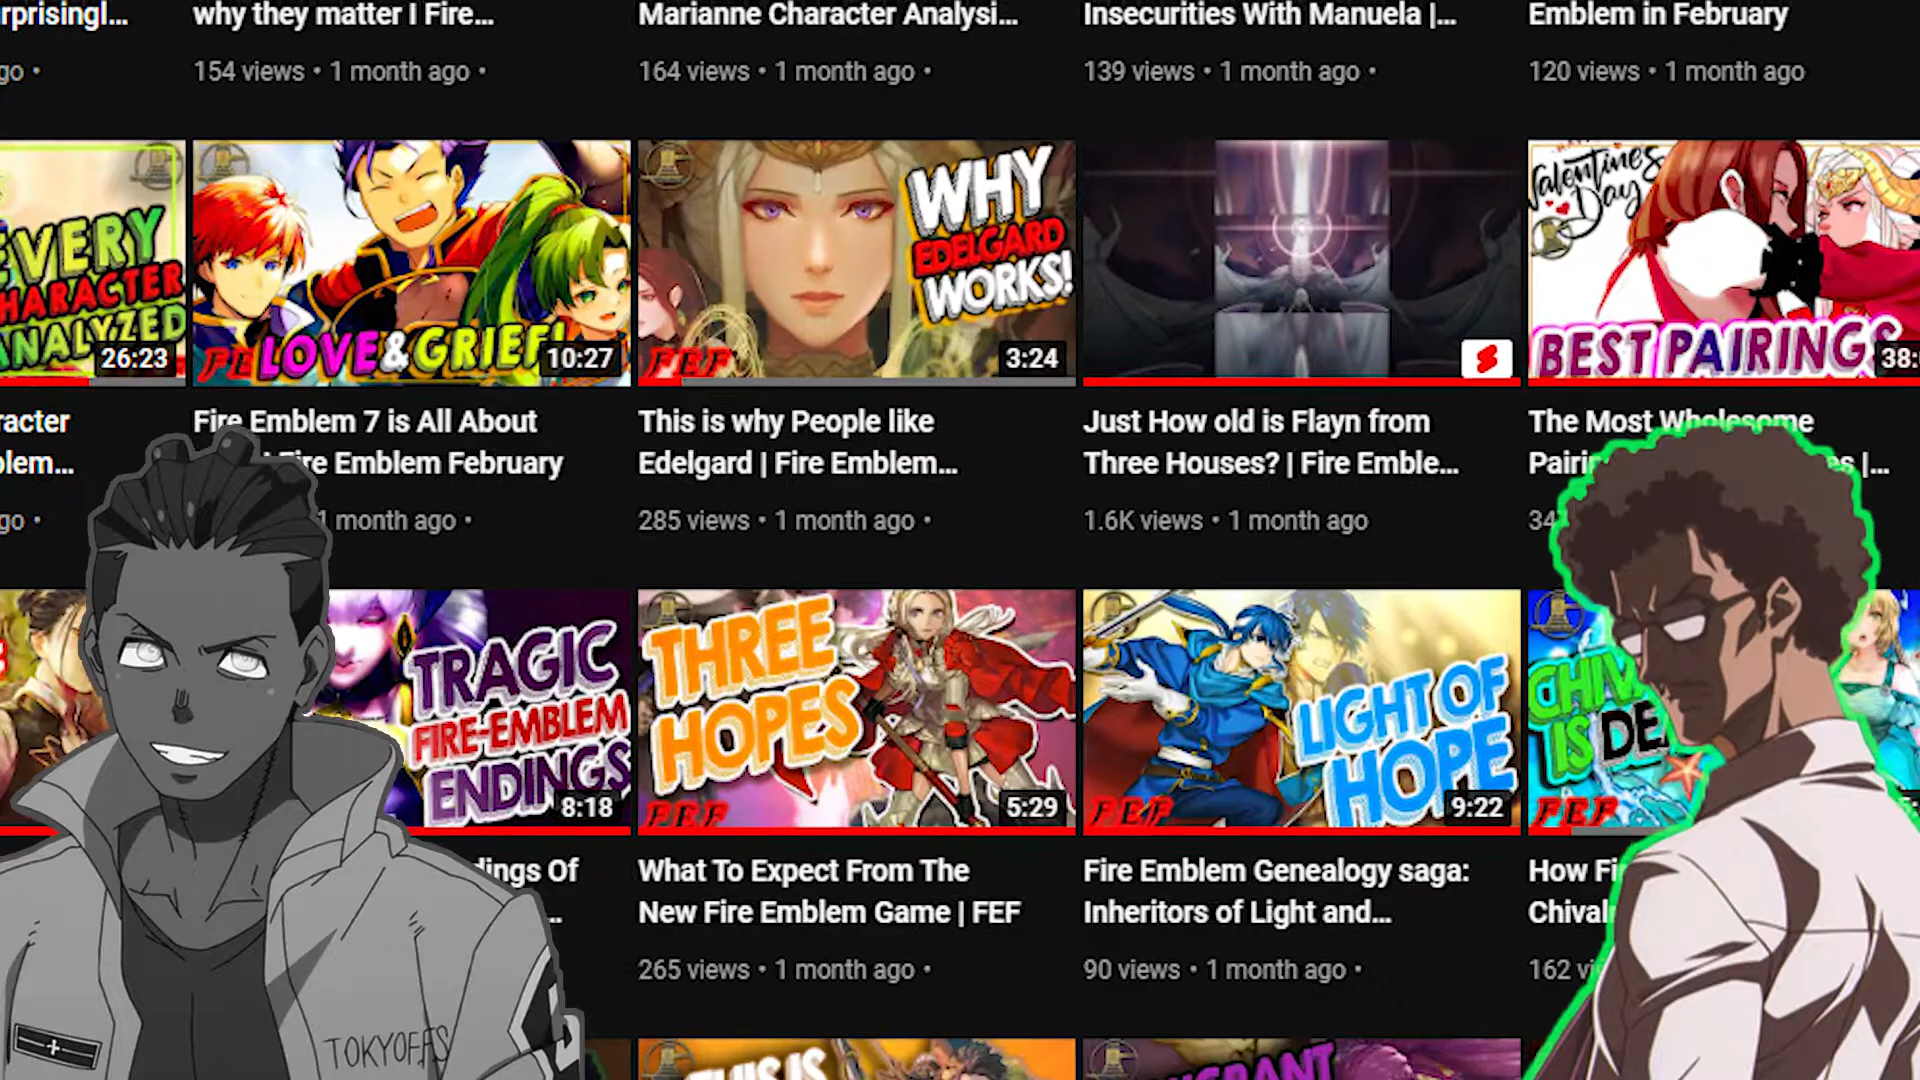 rprisingl...
why they matter I Fire...
Marianne Character Analysi...
Insecurities With Manuela |...
Emblem in February
go •
154 views • 1 month ago •
164 views • 1 month ago •
139 views • 1 month ago •
120 views • 1 month ago
EVERY
HARACTER
ANALYZED
26:23
LOVE&GRIEF!
10:27
WHY
EDELGARD
WORKS!
FEF
3:24
Valentine's
Day
BEST PAIRINGS
38:
racter
blem...
Fire Emblem 7 is All About
Fire Emblem February
This is why People like
Edelgard | Fire Emblem...
Just How old is Flayn from
Three Houses? | Fire Emble...
The Most Wholesome
Pairi
es |...
go •
1 month ago •
285 views • 1 month ago •
1.6K views • 1 month ago
34
TRAGIC
FIRE-EMBLEM
ENDINGS
8:18
THREE
HOPES
FEF
5:29
LIGHT OF
HOPE
FEF
9:22
CHIV
IS DEA
FEF
ings Of
...
What To Expect From The
New Fire Emblem Game | FEF
Fire Emblem Genealogy saga:
Inheritors of Light and...
How Fi
Chival
265 views • 1 month ago •
90 views • 1 month ago •
162 vi
TOKYOF.F.S
THIS IS
GRANT